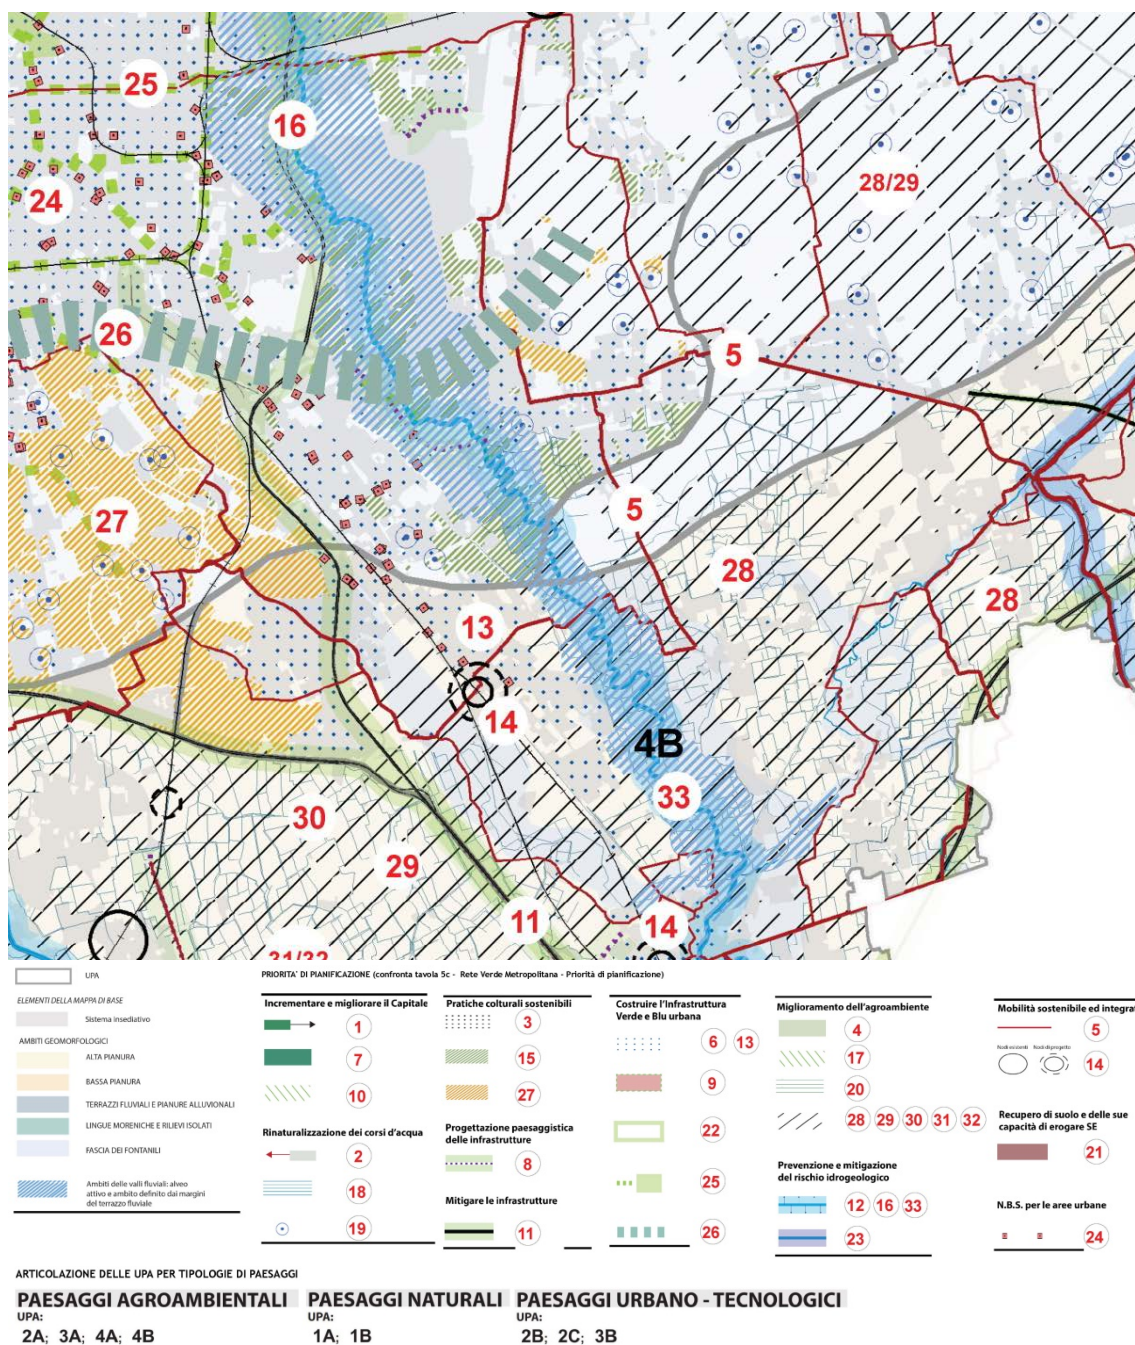 25
16
24
28/29
26
5
27
5
28
28
13
14
4B
33
30
29
11
14
31/32
UPA
ELEMENTI DELLA MAPPA DI BASE
Sistema insediativo
AMBITI GEOMORFOLOGICI
ALTA PIANURA
BASSA PIANURA
TERRAZZI FLUVIALI E PIANURE ALLUVIONALI
LINGUE MORENICHE E RILIEVI ISOLATI
FASCIA DEI FONTANILI
Ambiti delle valli fluviali: alveo
attivo e ambito definito dai margini
del terrazzo fluviale
PRIORITA' DI PIANIFICAZIONE (confronta tavola 5c - Rete Verde Metropolitana - Priorità di pianificazione)
Incrementare e migliorare il Capitale
1
7
10
Rinaturalizzazione dei corsi d'acqua
2
18
19
Pratiche colturali sostenibili
3
15
27
Progettazione paesaggistica
delle infrastrutture
8
Mitigare le infrastrutture
11
Costruire l'Infrastruttura
Verde e Blu urbana
6 13
9
22
25
26
Miglioramento dell'agroambiente
4
17
20
28 29 30 31 32
Prevenzione e mitigazione
del rischio idrogeologico
12 16 33
23
Mobilità sostenibile ed integrat
5
Nodi esistenti Nodi di progetto
14
Recupero di suolo e delle sue
capacità di erogare SE
21
N.B.S. per le aree urbane
24
ARTICOLAZIONE DELLE UPA PER TIPOLOGIE DI PAESAGGI
PAESAGGI AGROAMBIENTALI
UPA:
2A; 3A; 4A; 4B
PAESAGGI NATURALI
UPA:
1A; 1B
PAESAGGI URBANO - TECNOLOGICI
UPA:
2B; 2C; 3B